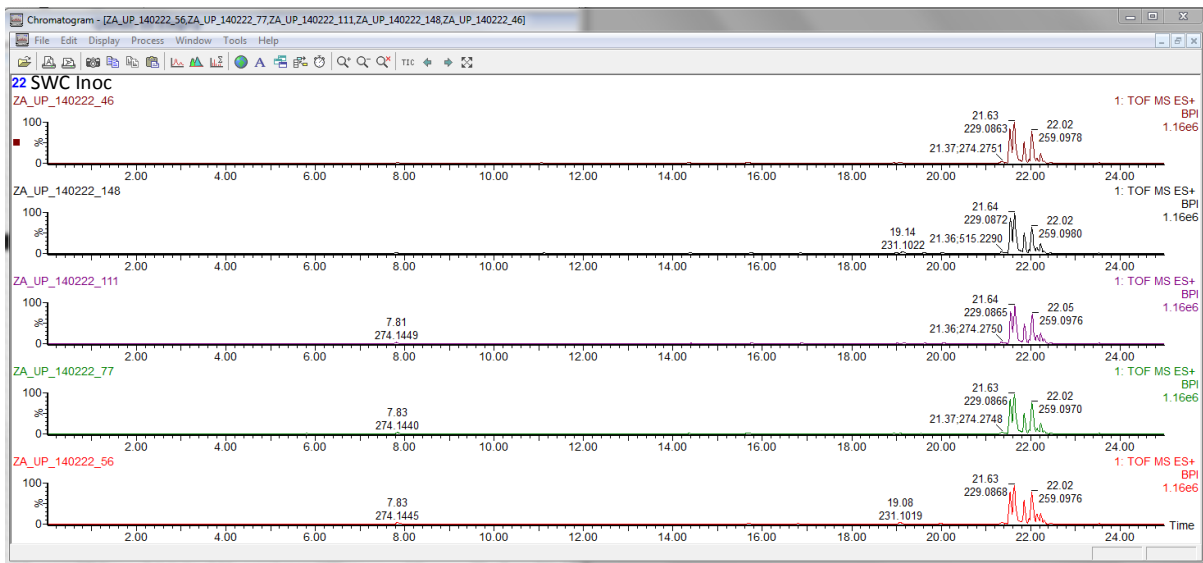 Chromatogram - [ZA_UP_140222_56,ZA_UP_140222_77,ZA_UP_140222_111,ZA_UP_140222_148,ZA_UP_140222_46]
File Edit Display Process Window Tools Help
TIC
22 SWC Inoc
ZA_UP_140222_46
1: TOF MS ES+
BPI
1.16e6
100
%
0
21.63
229.0863
22.02
259.0978
21.37;274.2751
2.00 4.00 6.00 8.00 10.00 12.00 14.00 16.00 18.00 20.00 22.00 24.00
ZA_UP_140222_148
1: TOF MS ES+
BPI
1.16e6
100
%
0
21.64
229.0872
22.02
259.0980
19.14
231.1022
21.36;515.2290
2.00 4.00 6.00 8.00 10.00 12.00 14.00 16.00 18.00 20.00 22.00 24.00
ZA_UP_140222_111
1: TOF MS ES+
BPI
1.16e6
100
%
0
7.81
274.1449
21.64
229.0865
22.05
259.0976
21.36;274.2750
2.00 4.00 6.00 8.00 10.00 12.00 14.00 16.00 18.00 20.00 22.00 24.00
ZA_UP_140222_77
1: TOF MS ES+
BPI
1.16e6
100
%
0
7.83
274.1440
21.63
229.0866
22.02
259.0970
21.37;274.2748
2.00 4.00 6.00 8.00 10.00 12.00 14.00 16.00 18.00 20.00 22.00 24.00
ZA_UP_140222_56
1: TOF MS ES+
BPI
1.16e6
100
%
0
7.83
274.1445
19.08
231.1019
21.63
229.0868
22.02
259.0976
Time
2.00 4.00 6.00 8.00 10.00 12.00 14.00 16.00 18.00 20.00 22.00 24.00